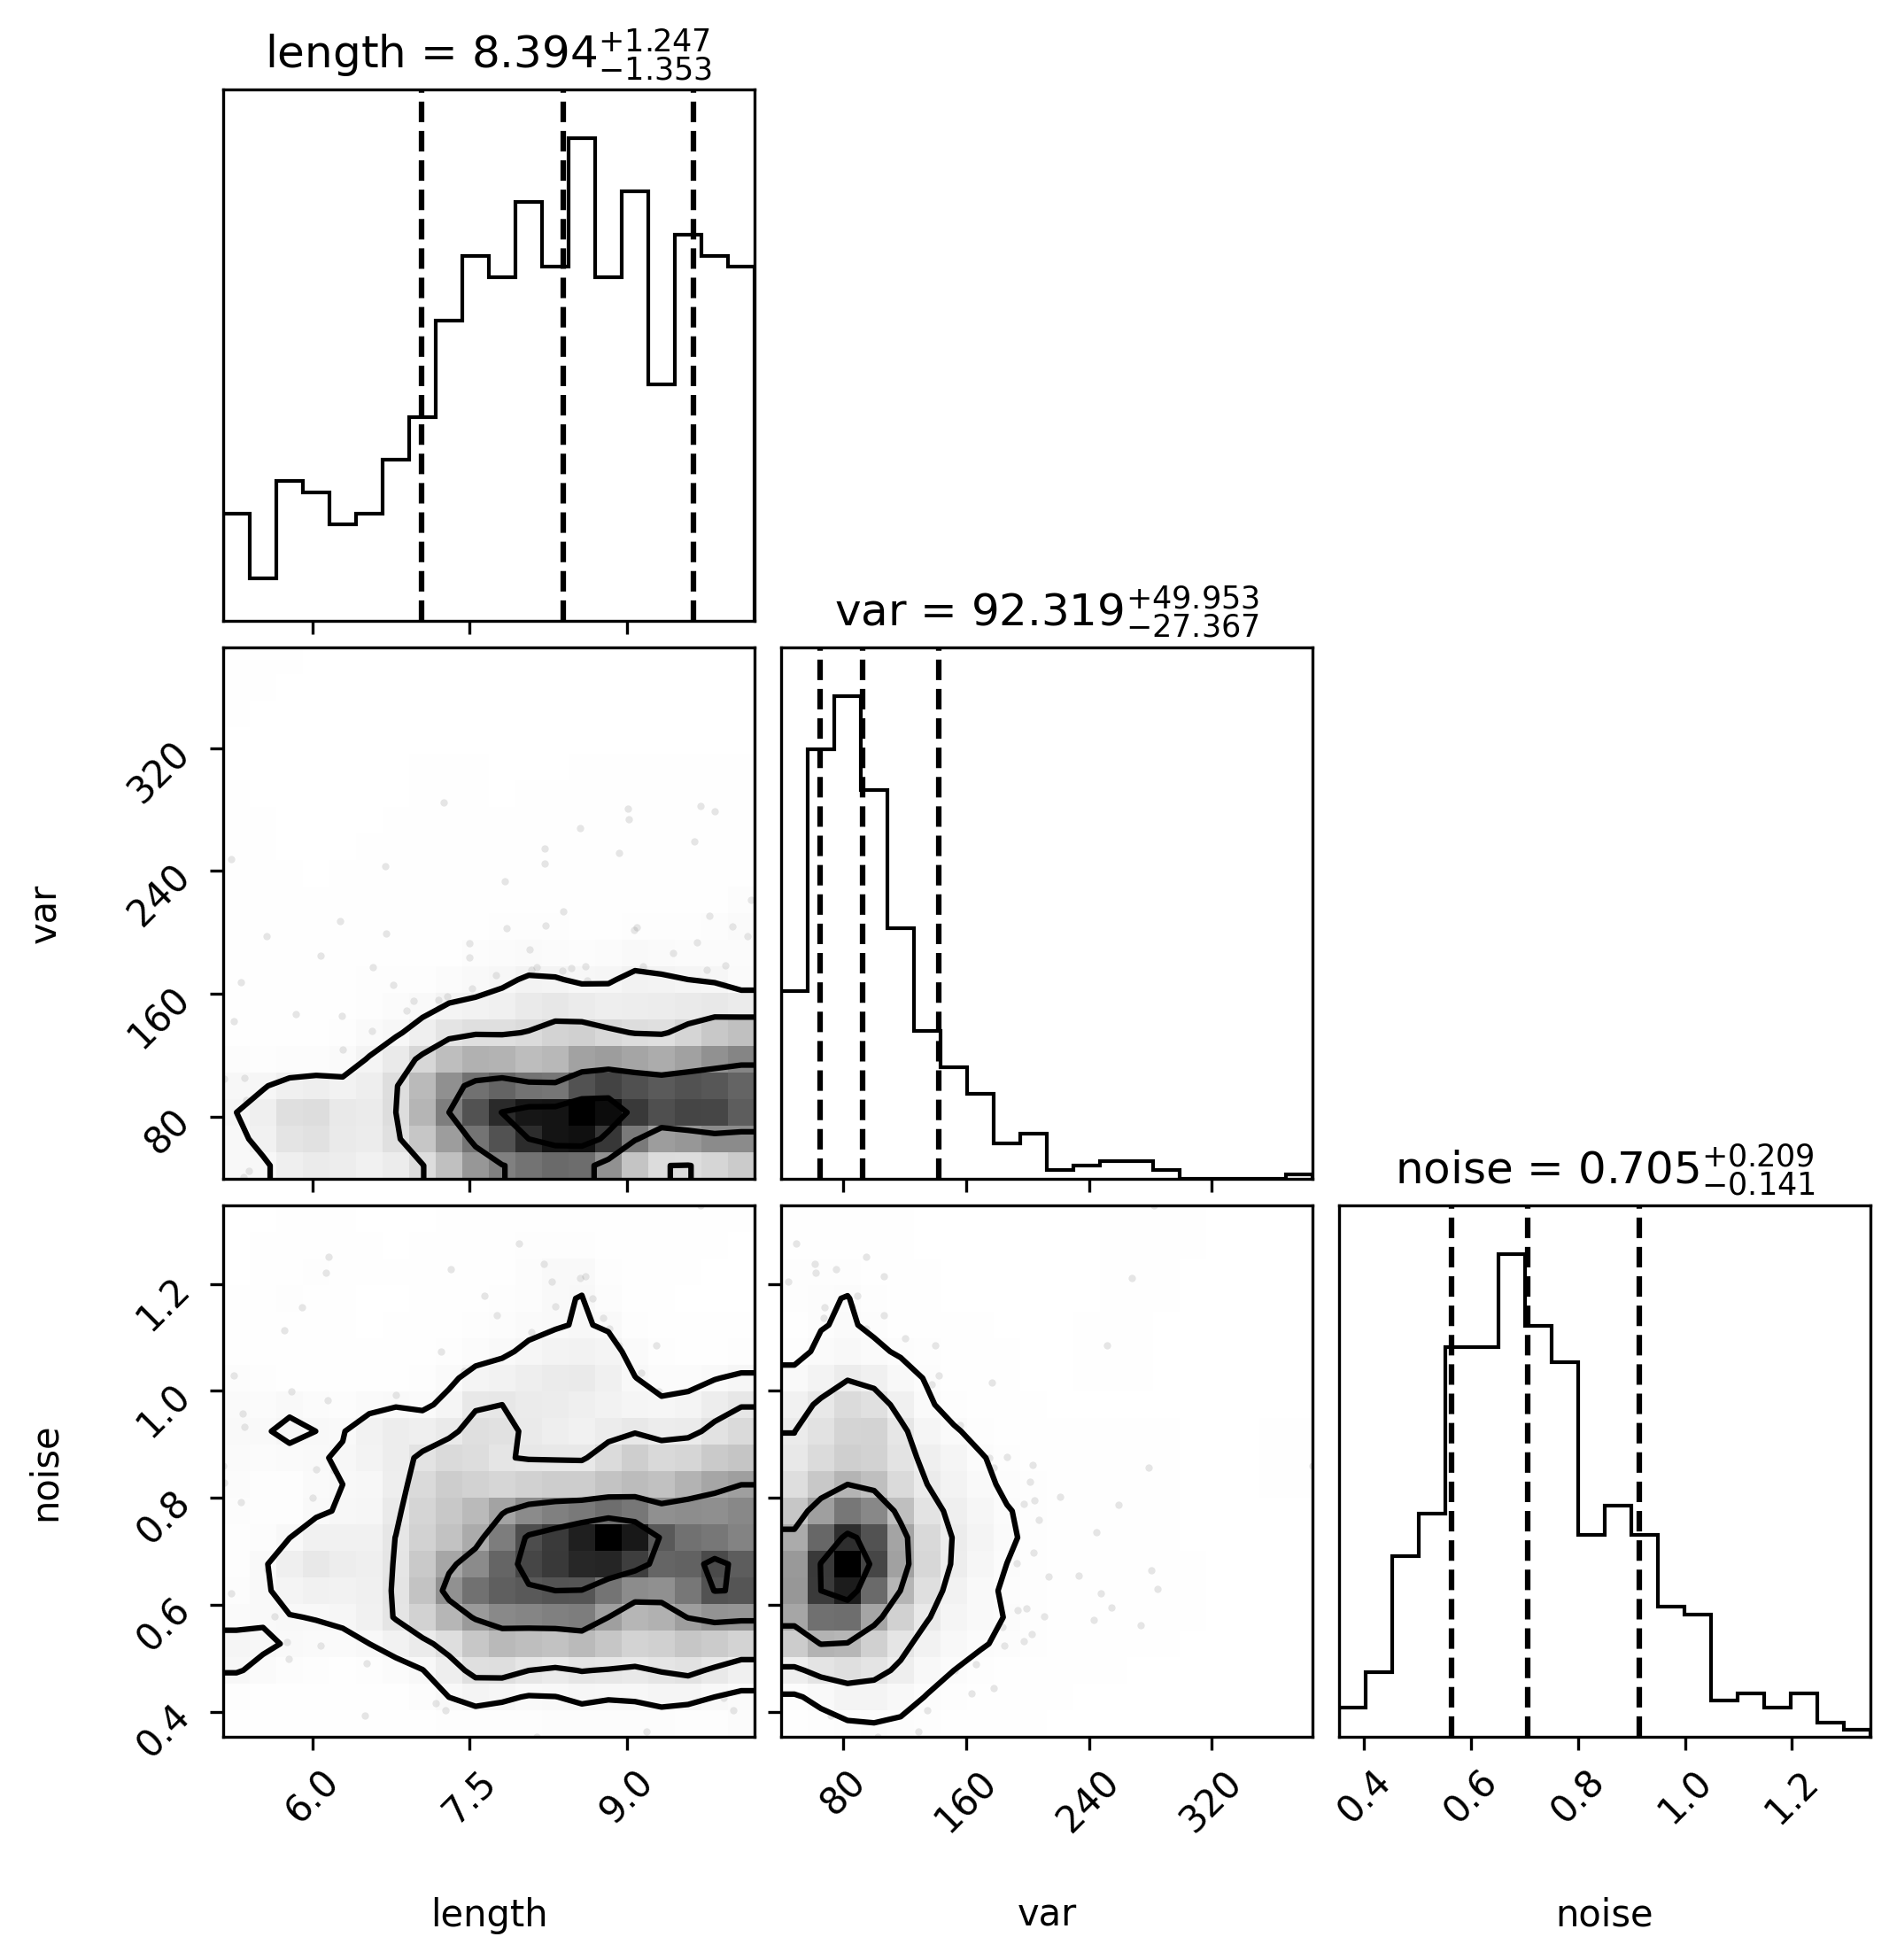 length = 8.394 +1.247 −1.353
var = 92.319 +49.953 −27.367
320
240
160
80
var
noise = 0.705 +0.209 −0.141
1.2
1.0
0.8
0.6
0.4
noise
6.0 7.5 9.0 80 160 240 320 0.4 0.6 0.8 1.0 1.2
length var noise